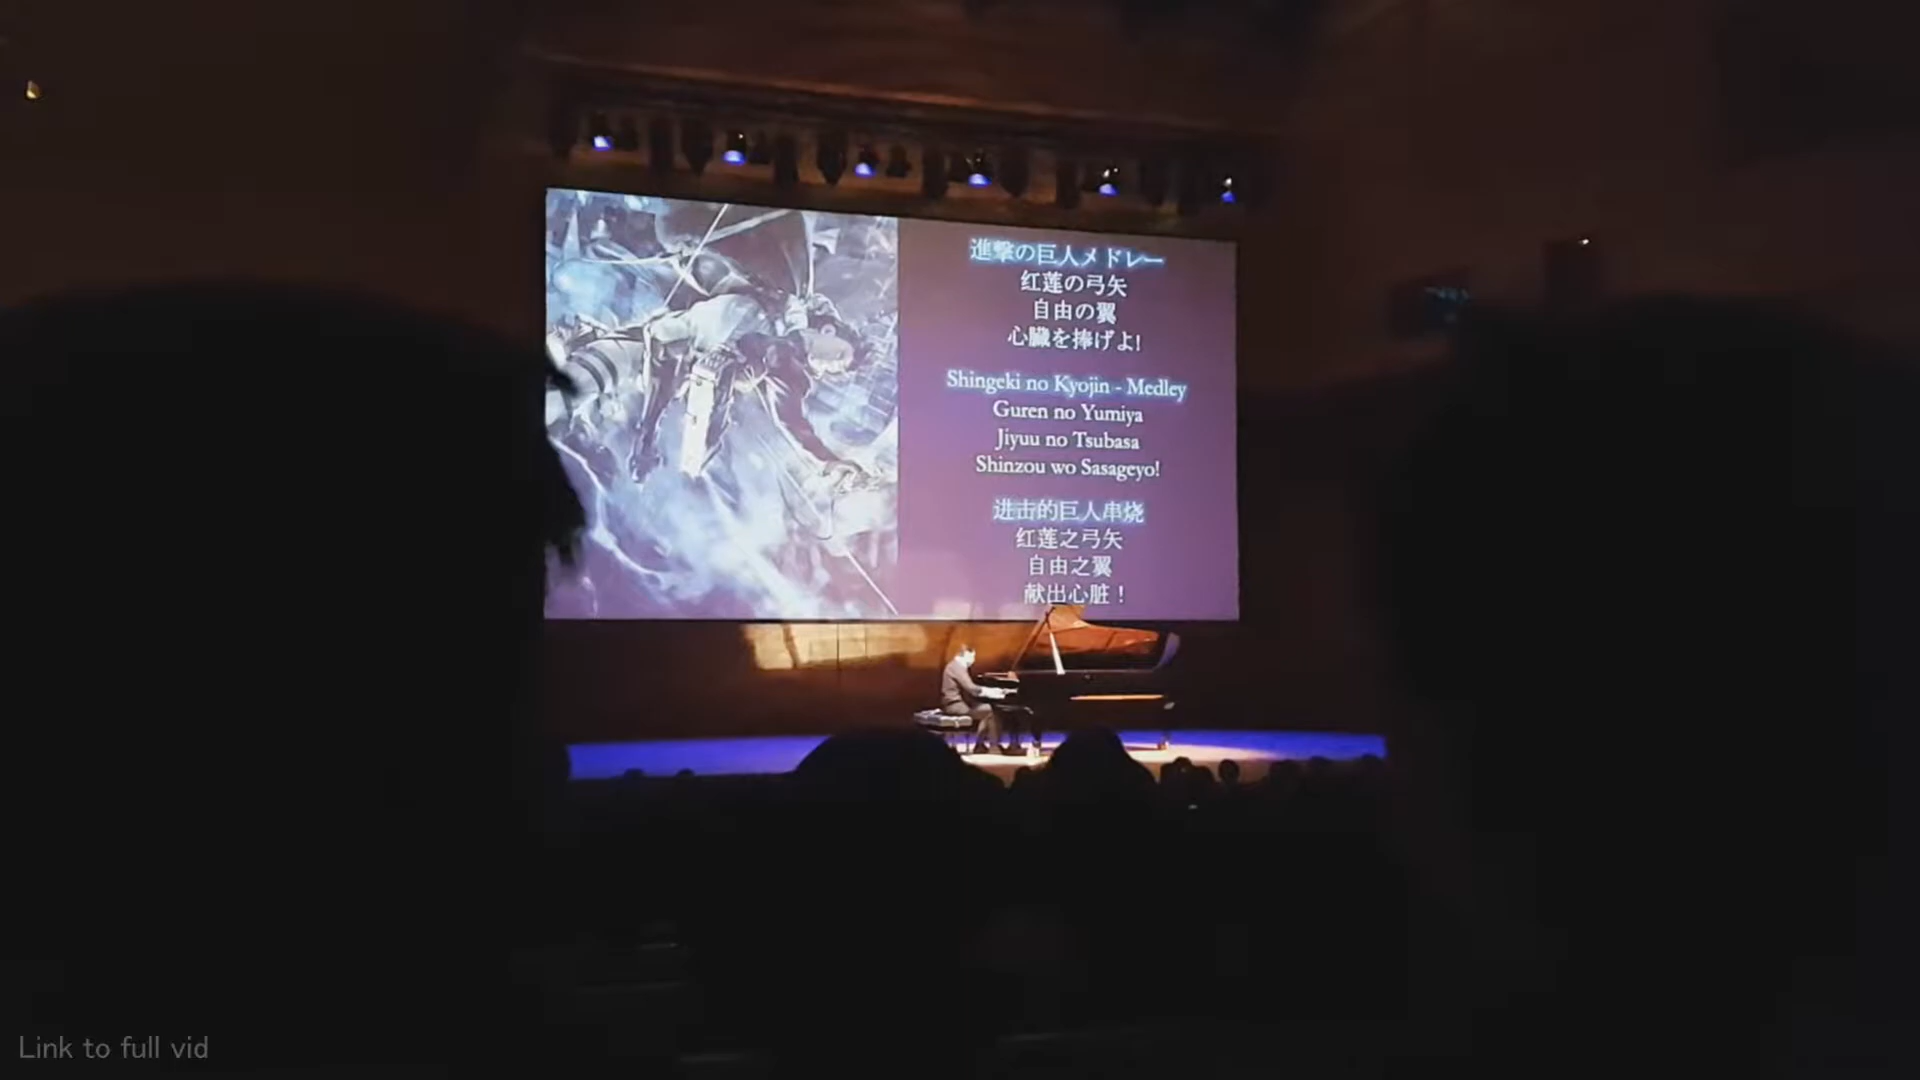 進撃の巨人メドレー
红莲の弓矢
自由の翼
心臓を捧げよ!
Shingeki no Kyojin - Medley
Guren no Yumiya
Jiyuu no Tsubasa
Shinzou wo Sasageyo!
进击的巨人串烧
红莲之弓矢
自由之翼
献出心脏！
Link to full vid